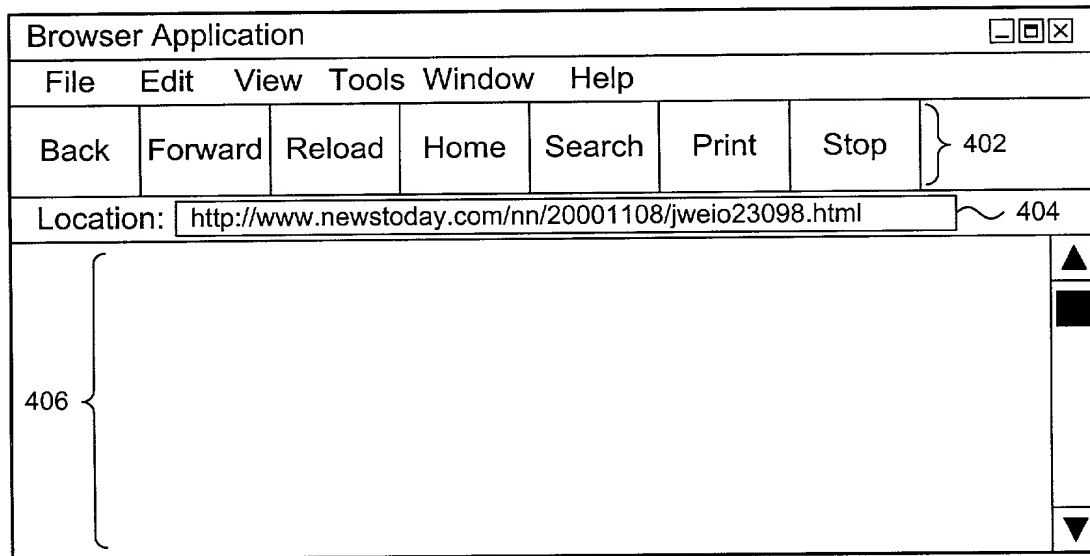 Browser Application
File Edit View Tools Window Help
Back Forward Reload Home Search Print Stop 402
Location: http://www.newstoday.com/nn/20001108/jweio23098.html 404
406